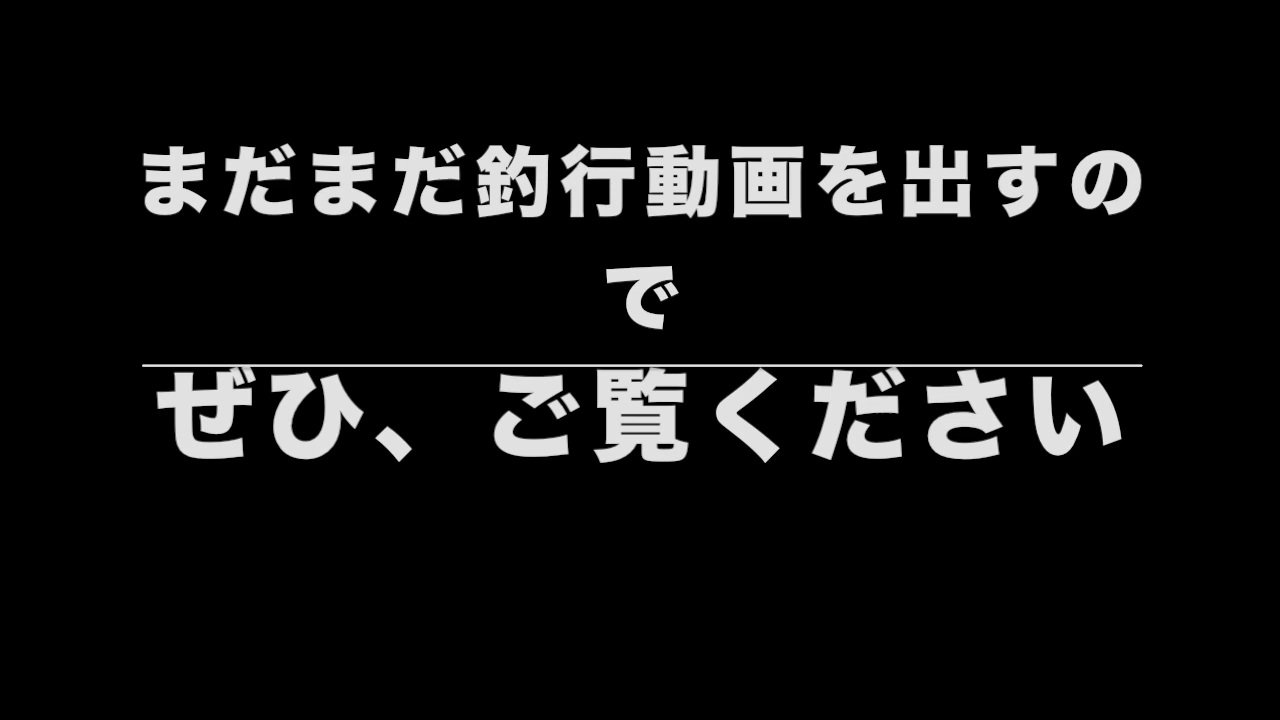 まだまだ釣行動画を出すの
で
ぜひ、ご覧ください